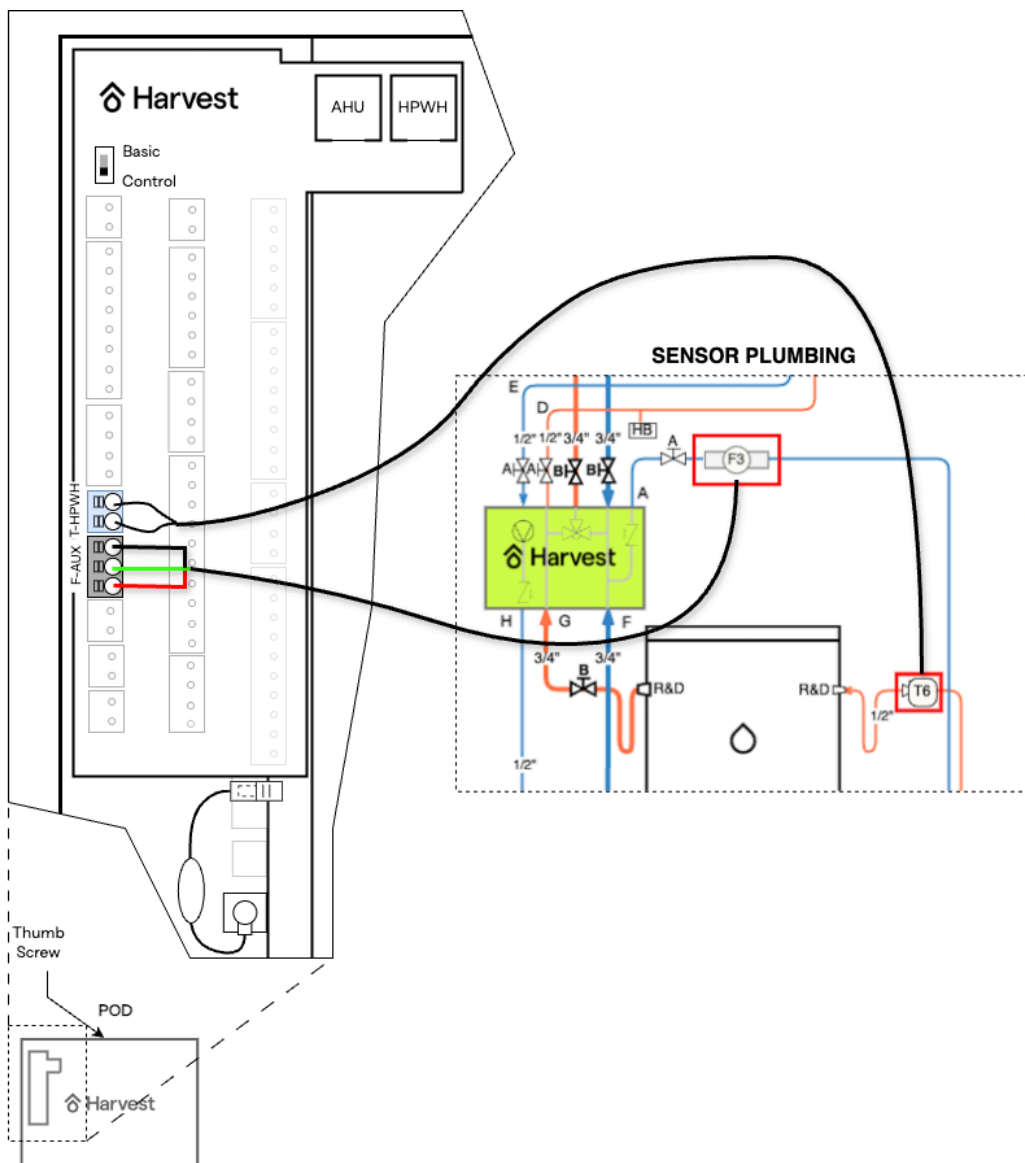 Harvest
AHU
HPWH
Basic
Control
T-HPWH
F-AUX
SENSOR PLUMBING
E
D
HB
1/2" 1/2" 3/4" 3/4"
A
F3
A A B B
A
Harvest
H G F
3/4" 3/4"
B
R&D
R&D
T6
1/2"
1/2"
Thumb
Screw
POD
Harvest